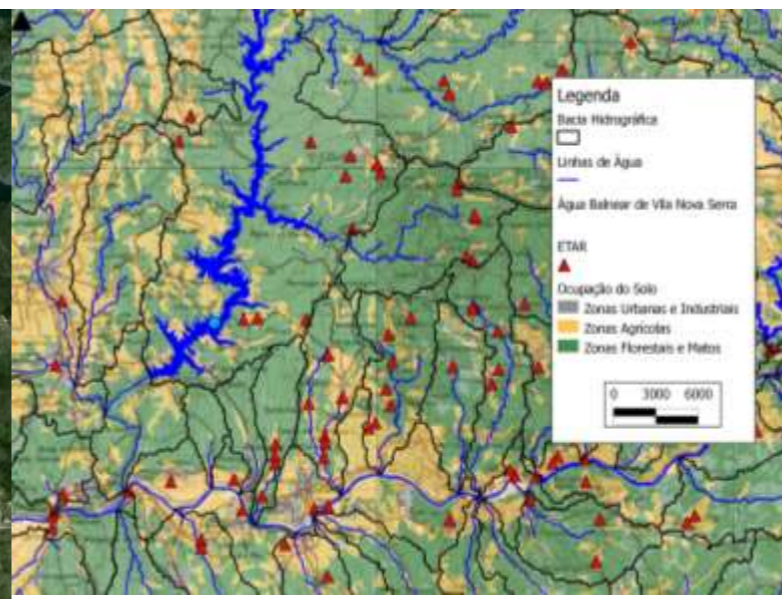 Legenda
Bacia Hidrográfica
Linhas de Água
Água Balnear de Vila Nova Serra
ETAR
Ocupação do Solo
Zonas Urbanas e Industriais
Zonas Agrícolas
Zonas Florestais e Matos
0 3000 6000